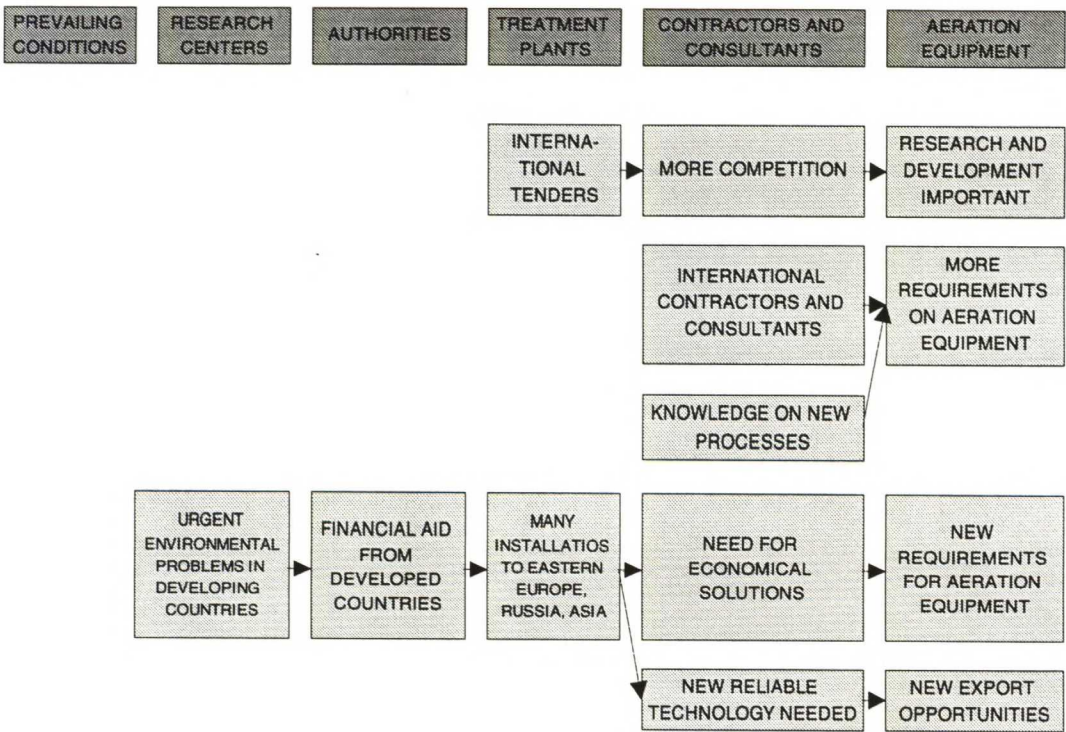 PREVAILING
CONDITIONS
RESEARCH
CENTERS
AUTHORITIES
TREATMENT
PLANTS
CONTRACTORS AND
CONSULTANTS
AERATION
EQUIPMENT
INTERNA-
TIONAL
TENDERS
MORE COMPETITION
RESEARCH AND
DEVELOPMENT
IMPORTANT
INTERNATIONAL
CONTRACTORS AND
CONSULTANTS
MORE
REQUIREMENTS
ON AERATION
EQUIPMENT
KNOWLEDGE ON NEW
PROCESSES
URGENT
ENVIRONMENTAL
PROBLEMS IN
DEVELOPING
COUNTRIES
FINANCIAL AID
FROM
DEVELOPED
COUNTRIES
MANY
INSTALLATIOS
TO EASTERN
EUROPE,
RUSSIA, ASIA
NEED FOR
ECONOMICAL
SOLUTIONS
NEW
REQUIREMENTS
FOR AERATION
EQUIPMENT
NEW RELIABLE
TECHNOLOGY NEEDED
NEW EXPORT
OPPORTUNITIES